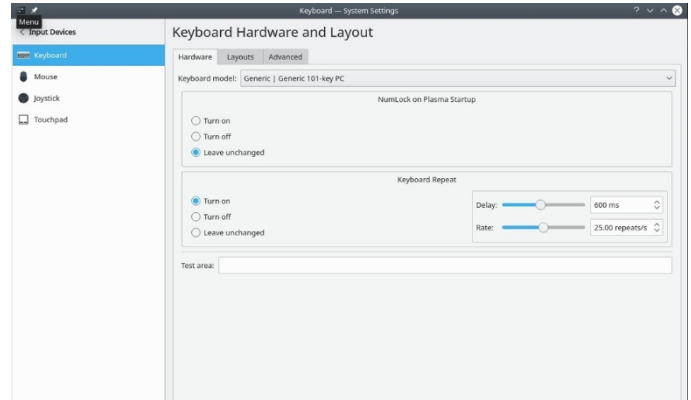 Keyboard — System Settings
Menu
Input Devices
Keyboard
Mouse
Joystick
Touchpad
Keyboard Hardware and Layout
Hardware Layouts Advanced
Keyboard model: Generic | Generic 101-key PC
NumLock on Plasma Startup
Turn on
Turn off
Leave unchanged
Keyboard Repeat
Turn on
Turn off
Leave unchanged
Delay: 600 ms
Rate: 25.00 repeats/s
Test area: